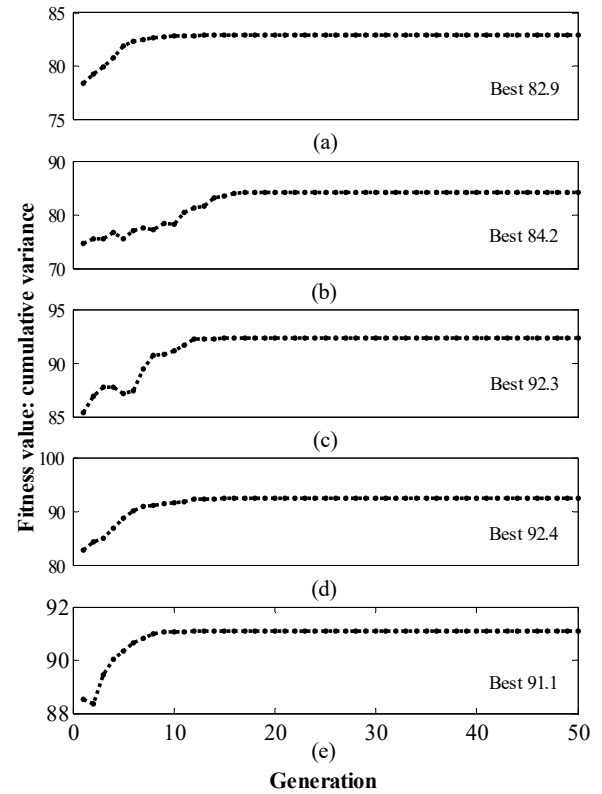 Fitness value: cumulative variance
85
80
75
Best 82.9
(a)
90
80
70
Best 84.2
(b)
95
90
85
Best 92.3
(c)
100
90
80
Best 92.4
(d)
92
90
88
Best 91.1
0 10 20 30 40 50
(e)
Generation